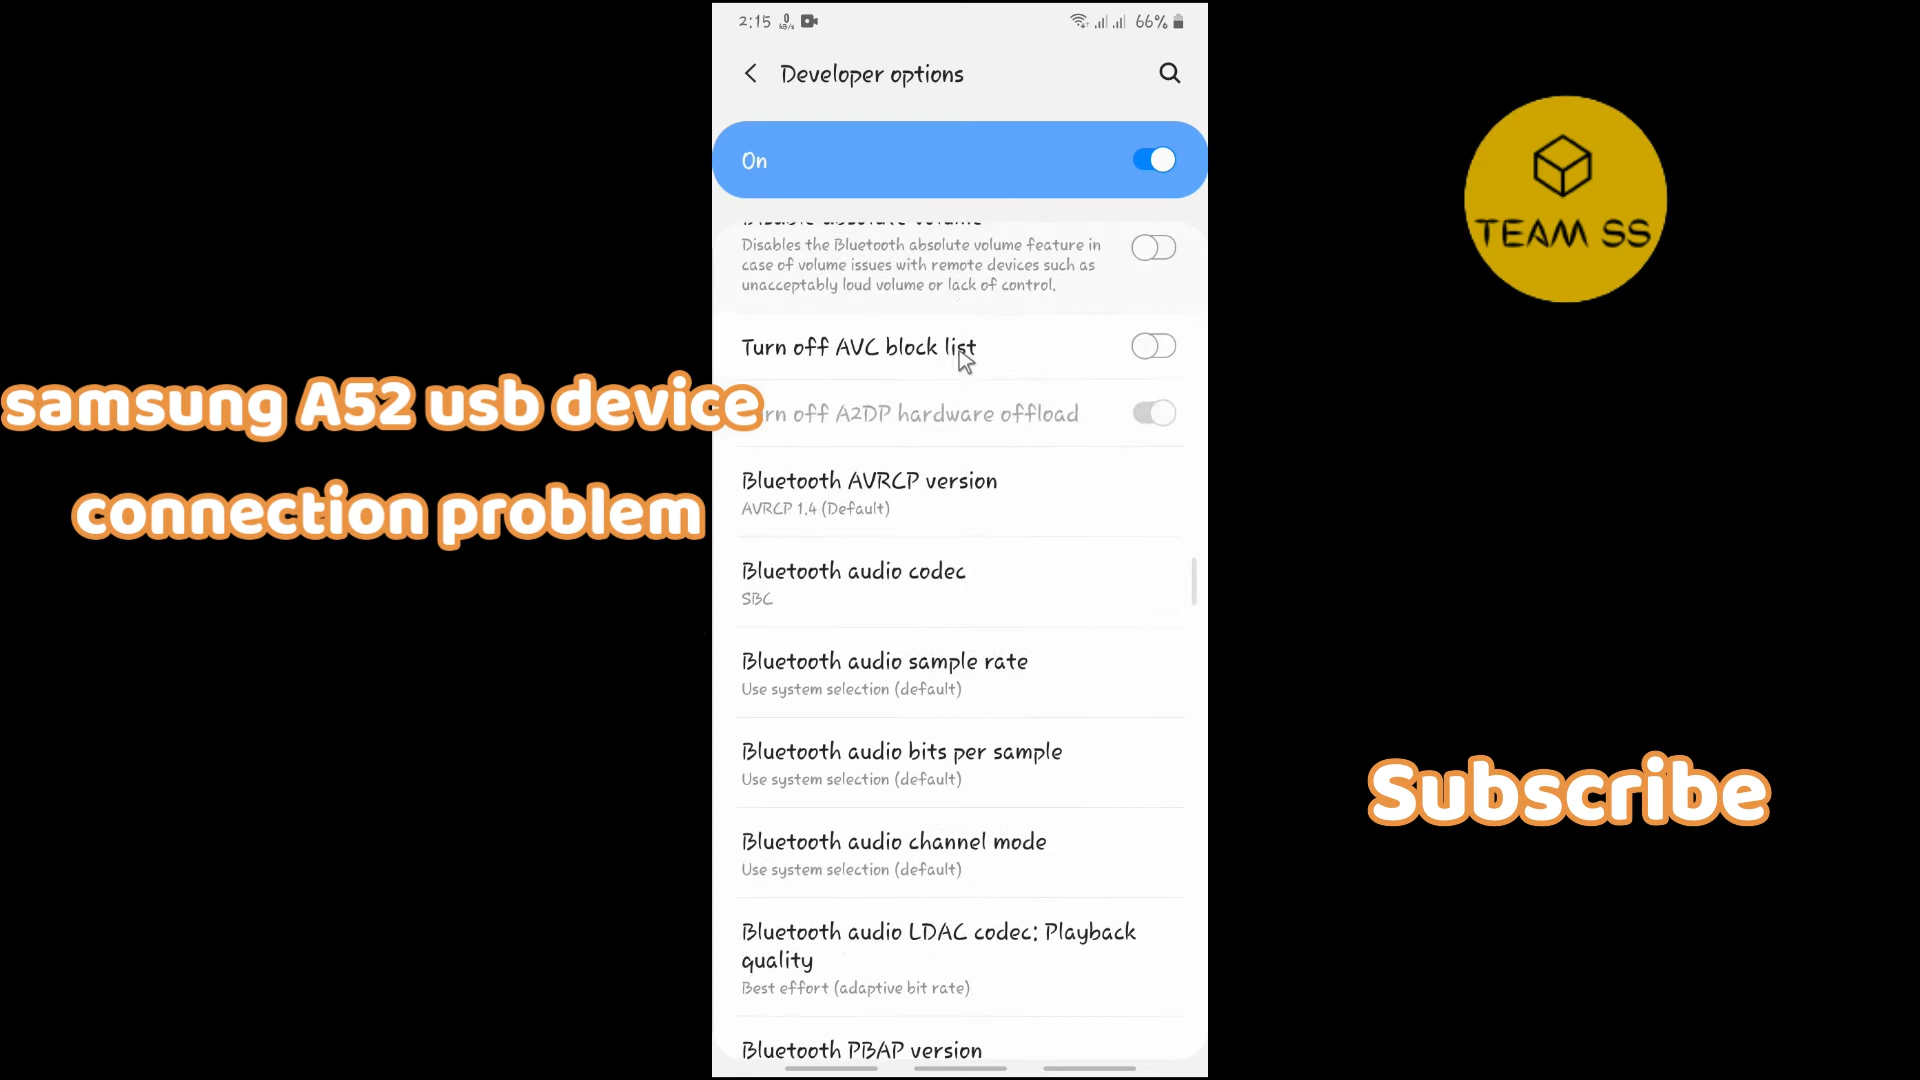 2:15 0 kB/s 66%
Developer options
On
Disable absolute volume
Disables the Bluetooth absolute volume feature in
case of volume issues with remote devices such as
unacceptably loud volume or lack of control.
Turn off AVC block list
rn off A2DP hardware offload
Bluetooth AVRCP version
AVRCP 1.4 (Default)
Bluetooth audio codec
SBC
Bluetooth audio sample rate
Use system selection (default)
Bluetooth audio bits per sample
Use system selection (default)
Bluetooth audio channel mode
Use system selection (default)
Bluetooth audio LDAC codec: Playback
quality
Best effort (adaptive bit rate)
Bluetooth PBAP version
samsung A52 usb device
connection problem
TEAM SS
Subscribe